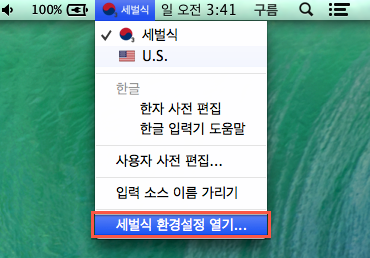 100% 세벌식 일 오전 3:41 구름
✓ 세벌식
U.S.
한글
한자 사전 편집
한글 입력기 도움말
사용자 사전 편집...
입력 소스 이름 가리기
세벌식 환경설정 열기...